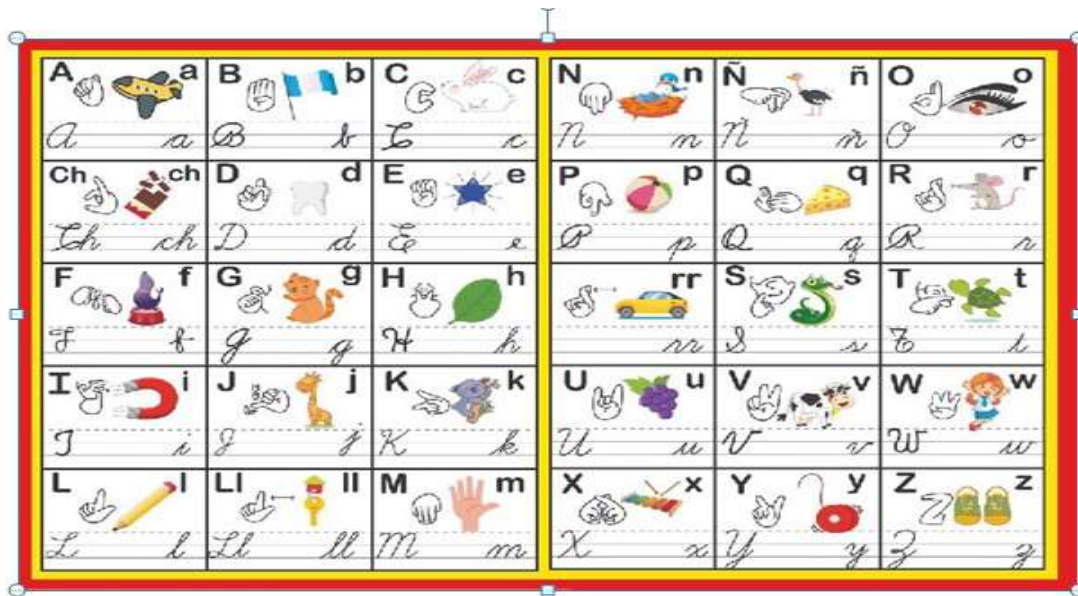 A a B b C c N n Ñ ñ O o
A a B b C c N n Ñ ñ O o
Ch ch D d E e P p Q q R r
Ch ch D d E e P p Q q R r
F f G g H h rr S s T t
F f G g H h rr S s T t
I i J j K k U u V v W w
I i J j K k U u V v W w
L l Ll ll M m X x Y y Z z
L l Ll ll M m X x Y y Z z